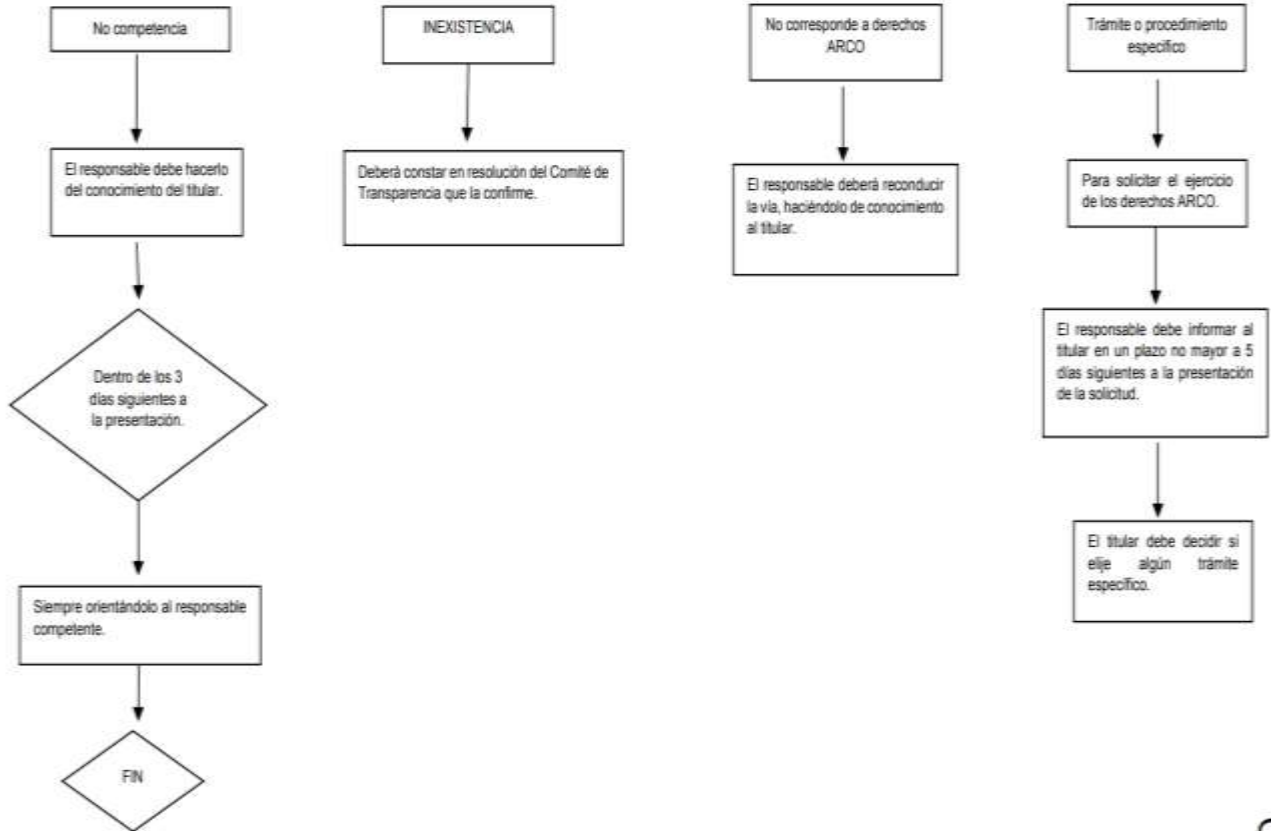 No competencia
El responsable debe hacerlo
del conocimiento del titular.
Dentro de los 3
días siguientes a
la presentación.
Siempre orientándolo al responsable
competente.
FIN
INEXISTENCIA
Deberá constar en resolución del Comité de
Transparencia que la confirme.
No corresponde a derechos
ARCO
El responsable deberá reconducir
la vía, haciéndolo de conocimiento
al titular.
Trámite o procedimiento
específico
Para solicitar el ejercicio
de los derechos ARCO.
El responsable debe informar al
titular en un plazo no mayor a 5
días siguientes a la presentación
de la solicitud.
El titular debe decidir si
elije algún trámite
específico.